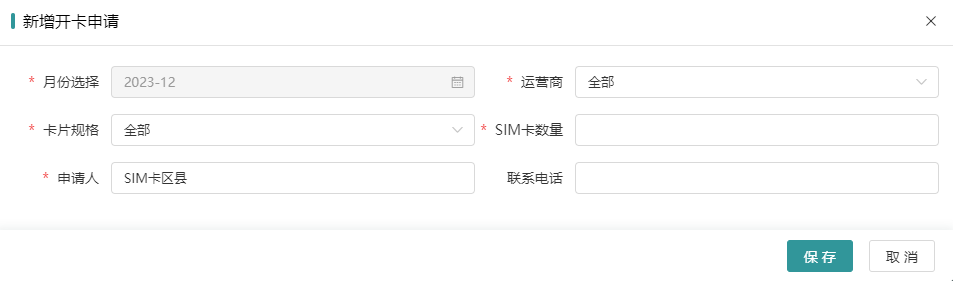 新增开卡申请
* 月份选择 2023-12 * 运营商 全部
* 卡片规格 全部 * SIM卡数量
* 申请人 SIM卡区县 联系电话
保存 取消